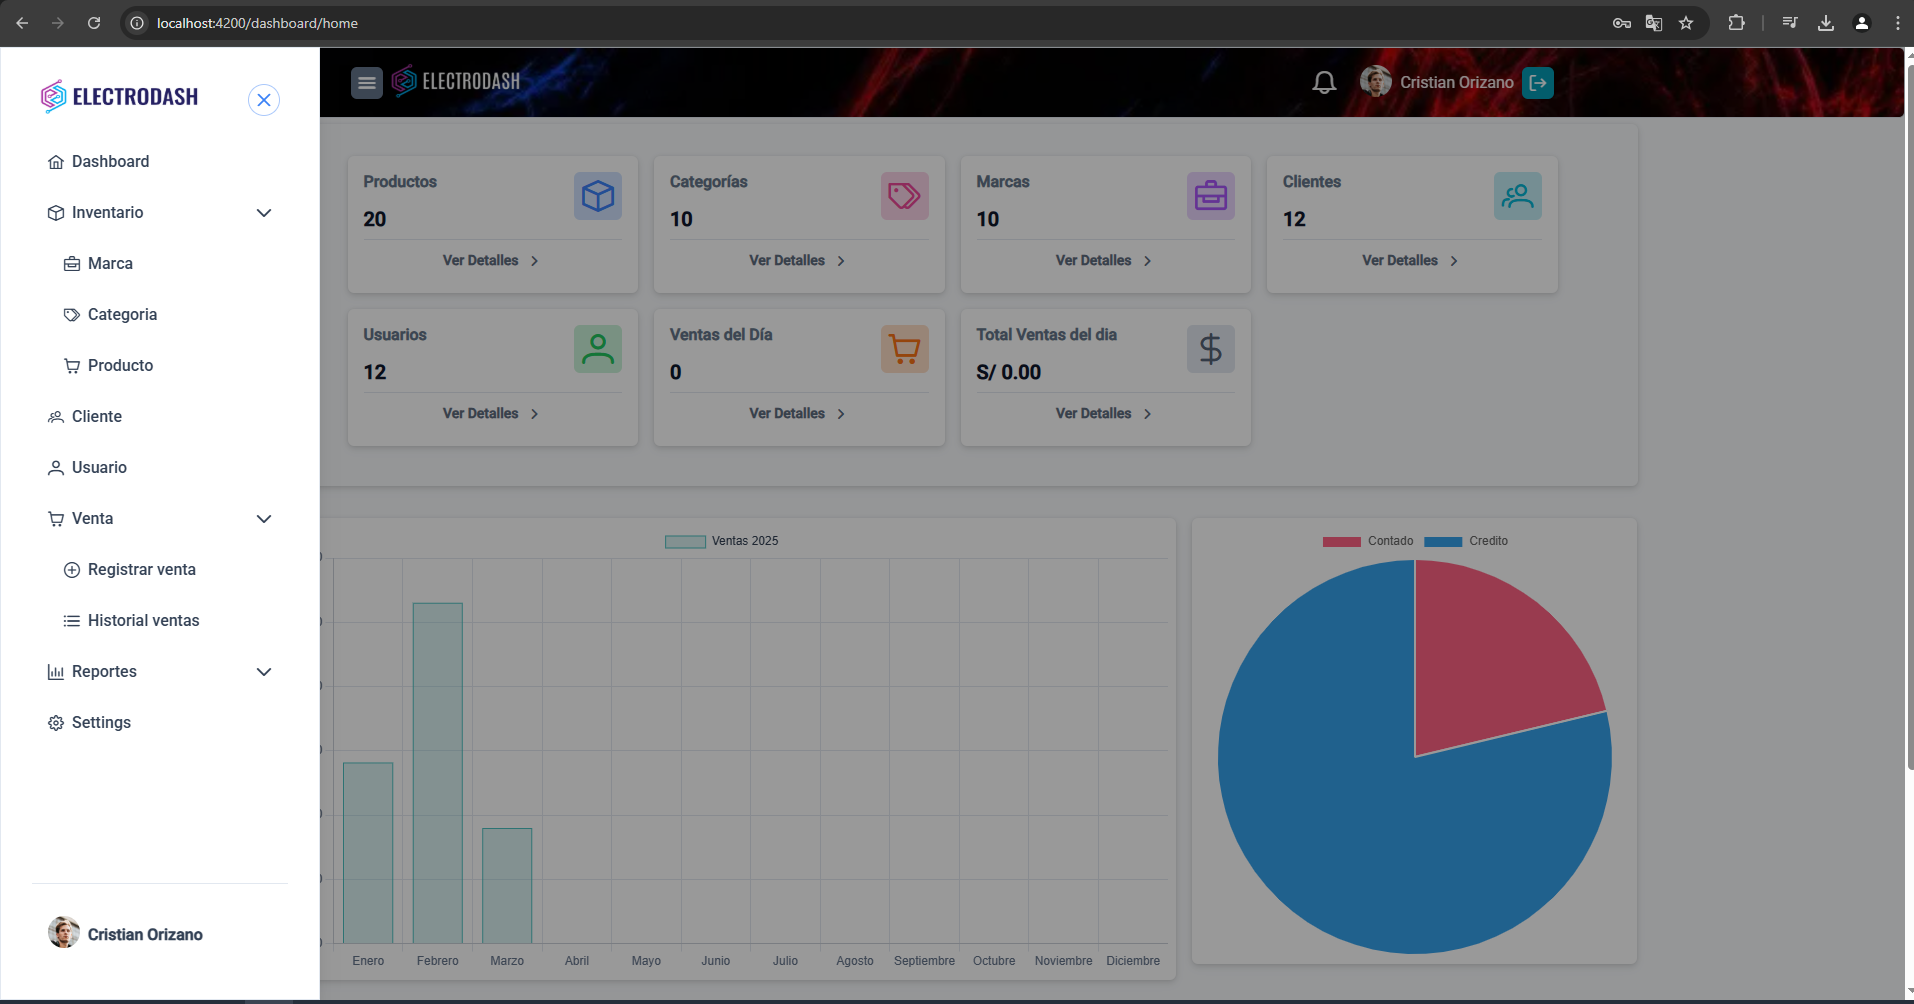 localhost:4200/dashboard/home
ELECTRODASH
Dashboard
Inventario
Marca
Categoria
Producto
Cliente
Usuario
Venta
Registrar venta
Historial ventas
Reportes
Settings
Cristian Orizano
ELECTRODASH
Cristian Orizano
Productos
20
Ver Detalles
Categorías
10
Ver Detalles
Marcas
10
Ver Detalles
Clientes
12
Ver Detalles
Usuarios
12
Ver Detalles
Ventas del Día
0
Ver Detalles
Total Ventas del dia
S/ 0.00
Ver Detalles
Ventas 2025
Enero Febrero Marzo Abril Mayo Junio Julio Agosto Septiembre Octubre Noviembre Diciembre
Contado Credito